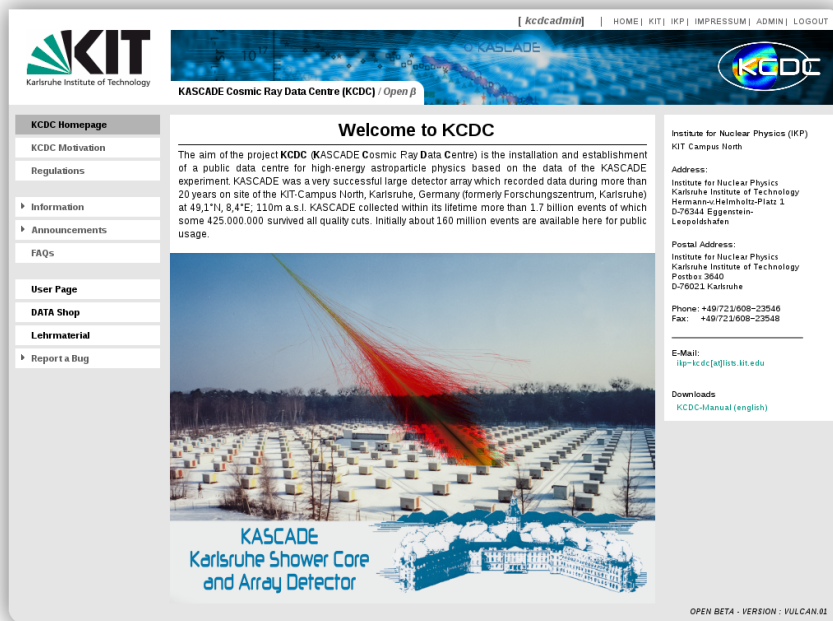 [ kcdcadmin] | HOME | KIT | IKP | IMPRESSUM | ADMIN | LOGOUT
KIT
Karlsruhe Institute of Technology
KASCADE
KCDC
KASCADE Cosmic Ray Data Centre (KCDC) / Open β
KCDC Homepage
KCDC Motivation
Regulations
Information
Announcements
FAQs
User Page
DATA Shop
Lehrmaterial
Report a Bug
Welcome to KCDC
The aim of the project KCDC (KASCADE Cosmic Ray Data Centre) is the installation and establishment
of a public data centre for high-energy astroparticle physics based on the data of the KASCADE
experiment. KASCADE was a very successful large detector array which recorded data during more than
20 years on site of the KIT-Campus North, Karlsruhe, Germany (formerly Forschungszentrum, Karlsruhe)
at 49,1°N, 8,4°E; 110m a.s.l. KASCADE collected within its lifetime more than 1.7 billion events of which
some 425.000.000 survived all quality cuts. Initially about 160 million events are available here for public
usage.
KASCADE
Karlsruhe Shower Core
and Array Detector
Institute for Nuclear Physics (IKP)
KIT Campus North
Address:
Institute for Nuclear Physics
Karlsruhe Institute of Technology
Hermann-v.Helmholtz-Platz 1
D-76344 Eggenstein-
Leopoldshafen
Postal Address:
Institute for Nuclear Physics
Karlsruhe Institute of Technology
Postbox 3640
D-76021 Karlsruhe
Phone: +49/721/608-23546
Fax: +49/721/608-23548
E-Mail:
ikp-kcdc[at]lists.kit.edu
Downloads
KCDC-Manual (english)
OPEN BETA - VERSION : VULCAN.01